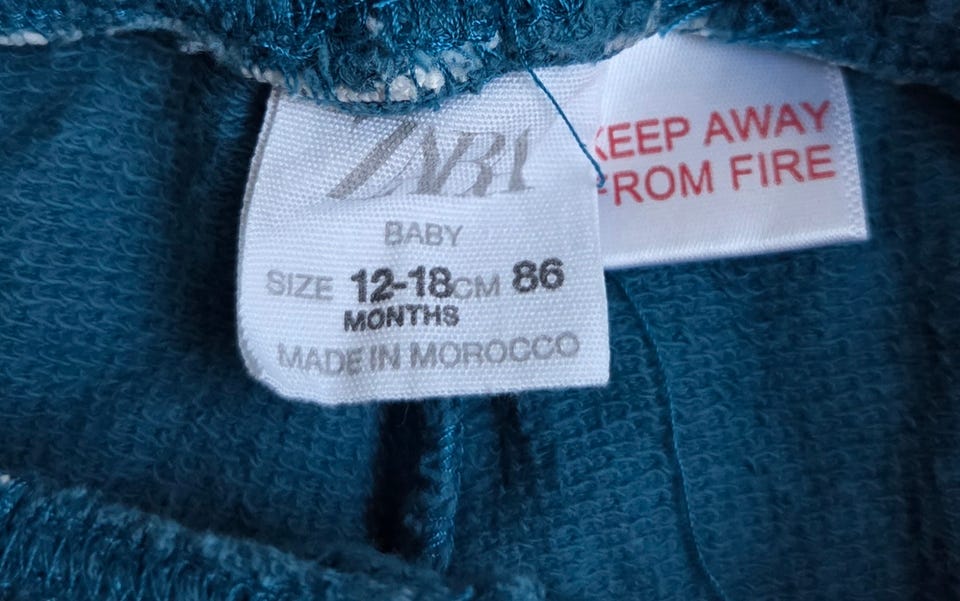 ZARA
BABY
SIZE 12-18 CM 86
MONTHS
MADE IN MOROCCO
KEEP AWAY
FROM FIRE